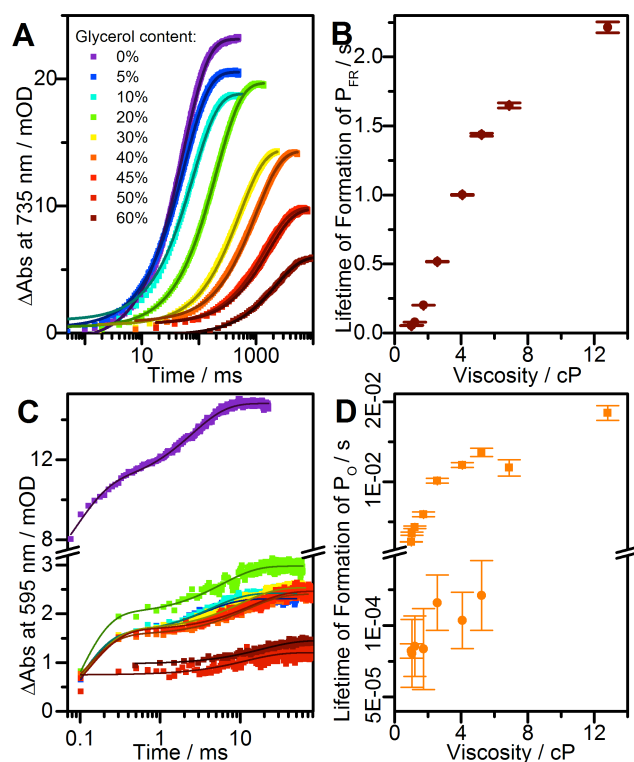 A
Glycerol content:
0%
5%
10%
20%
30%
40%
45%
50%
60%
20
10
0
ΔAbs at 735 nm / mOD
10
1000
Time / ms
B
2.0
1.5
1.0
0.5
0.0
Lifetime of Formation of P_FR / s
0
4
8
12
Viscosity / cP
C
12
8
3
2
1
ΔAbs at 595 nm / mOD
0.1
1
10
Time / ms
D
2E-02
1E-02
1E-04
5E-05
Lifetime of Formation of P_O / s
0
4
8
12
Viscosity / cP